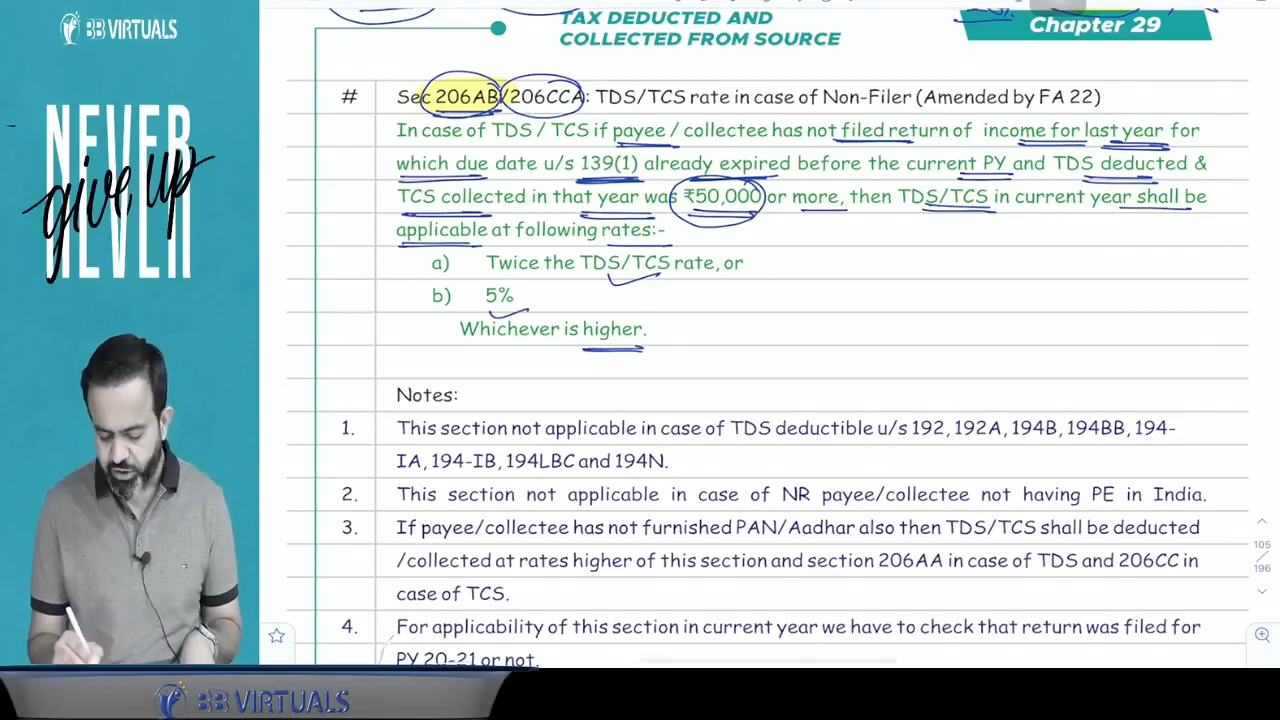 BB VIRTUALS
TAX DEDUCTED AND
COLLECTED FROM SOURCE
Chapter 29
NEVER
give up
NEVER
# Sec 206AB/206CCA: TDS/TCS rate in case of Non-Filer (Amended by FA 22)
In case of TDS / TCS if payee / collectee has not filed return of income for last year for
which due date u/s 139(1) already expired before the current PY and TDS deducted &
TCS collected in that year was ₹50,000 or more, then TDS/TCS in current year shall be
applicable at following rates:-
a) Twice the TDS/TCS rate, or
b) 5%
Whichever is higher.
Notes:
1. This section not applicable in case of TDS deductible u/s 192, 192A, 194B, 194BB, 194-
IA, 194-IB, 194LBC and 194N.
2. This section not applicable in case of NR payee/collectee not having PE in India.
3. If payee/collectee has not furnished PAN/Aadhar also then TDS/TCS shall be deducted
/collected at rates higher of this section and section 206AA in case of TDS and 206CC in
case of TCS.
4. For applicability of this section in current year we have to check that return was filed for
PY 20-21 or not.
105
196
BB VIRTUALS